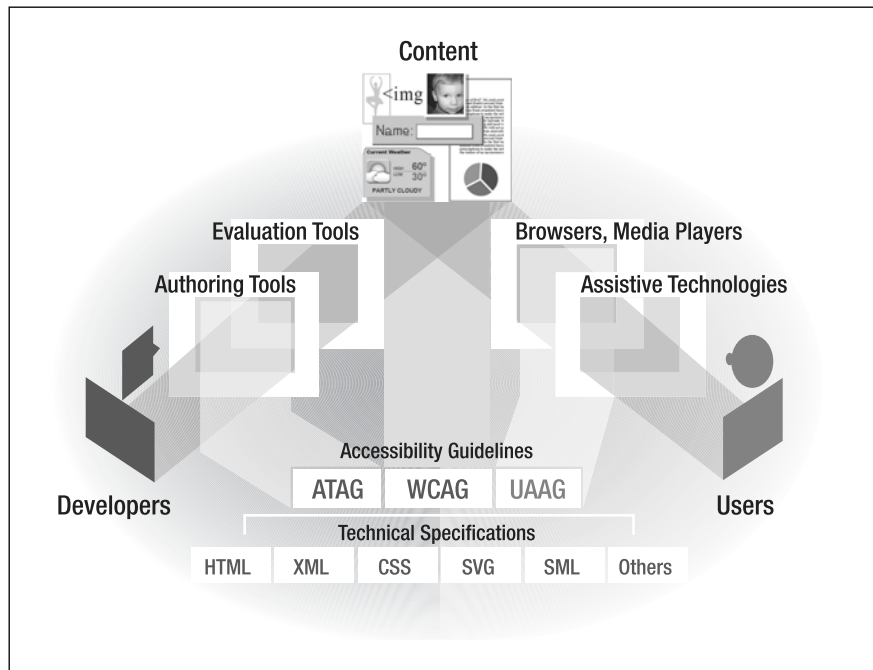 Content
<img
Name:
Current Weather
HIGH 60°
LOW 30°
PARTLY CLOUDY
Evaluation Tools
Browsers, Media Players
Authoring Tools
Assistive Technologies
Developers
Users
Accessibility Guidelines
ATAG WCAG UAAG
Technical Specifications
HTML XML CSS SVG SML Others